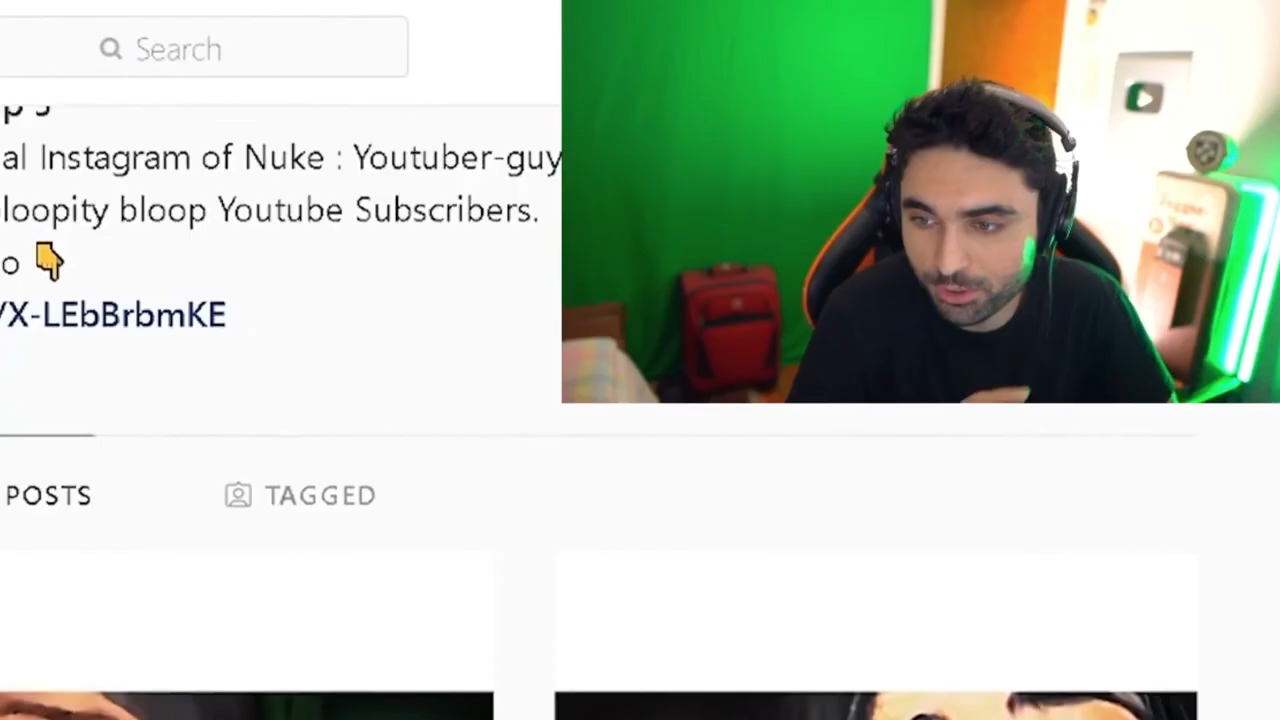 Search
al Instagram of Nuke : Youtuber-guy
loopity bloop Youtube Subscribers.
o 👇
/X-LEbBrbmKE
POSTS
TAGGED